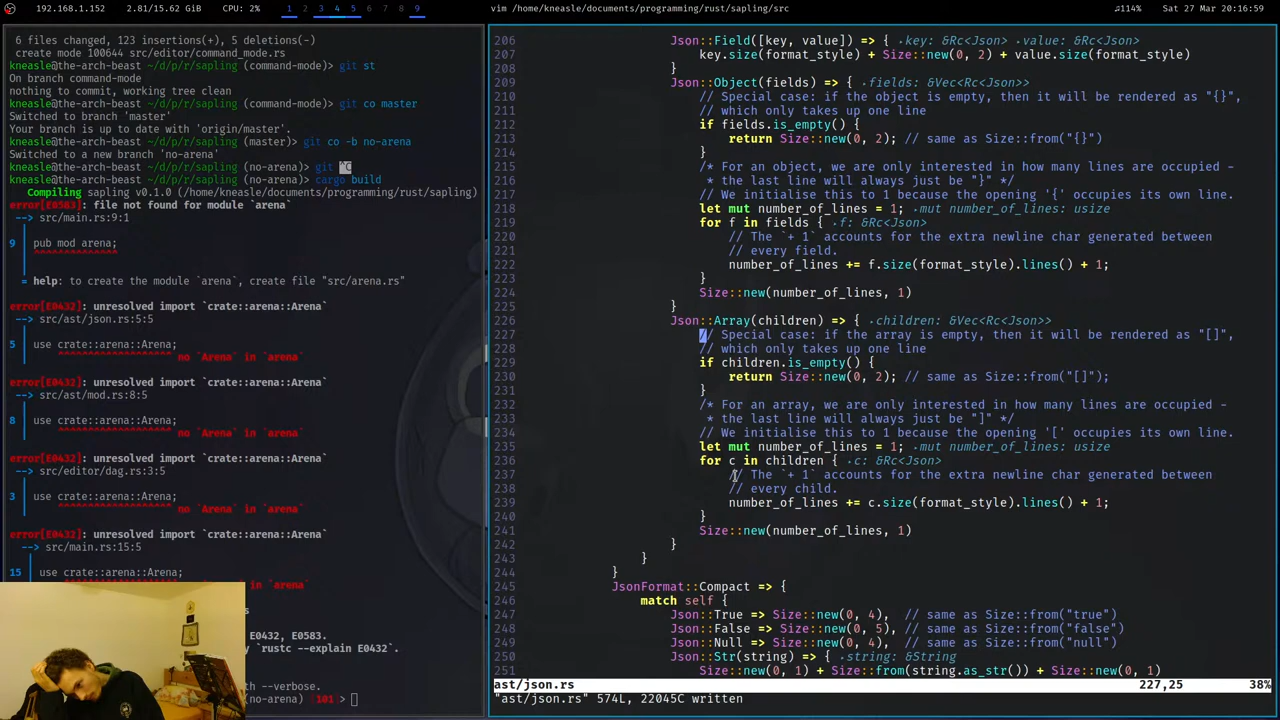 192.168.1.152 | 2.81/15.62 GiB | CPU: 2% | 1 2 3 4 5 6 7 8 9
vim /home/kneasle/documents/programming/rust/sapling/src
♫114% | Sat 27 Mar 20:16:59
6 files changed, 123 insertions(+), 5 deletions(-)
create mode 100644 src/editor/command_mode.rs
kneasle@the-arch-beast ~/d/p/r/sapling (command-mode)> git st
On branch command-mode
nothing to commit, working tree clean
kneasle@the-arch-beast ~/d/p/r/sapling (command-mode)> git co master
Switched to branch 'master'
Your branch is up to date with 'origin/master'.
kneasle@the-arch-beast ~/d/p/r/sapling (master)> git co -b no-arena
Switched to a new branch 'no-arena'
kneasle@the-arch-beast ~/d/p/r/sapling (no-arena)> git ^C
kneasle@the-arch-beast ~/d/p/r/sapling (no-arena)> cargo build
Compiling sapling v0.1.0 (/home/kneasle/documents/programming/rust/sapling)
error[E0583]: file not found for module `arena`
--> src/main.rs:9:1
|
9 | pub mod arena;
| ^^^^^^^^^^^^^^
|
= help: to create the module `arena`, create file "src/arena.rs"
error[E0432]: unresolved import `crate::arena::Arena`
--> src/ast/json.rs:5:5
|
5 | use crate::arena::Arena;
| ^^^^^^^^^^^^^^^^^^^ no `Arena` in `arena`
error[E0432]: unresolved import `crate::arena::Arena`
--> src/ast/mod.rs:8:5
|
8 | use crate::arena::Arena;
| ^^^^^^^^^^^^^^^^^^^ no `Arena` in `arena`
error[E0432]: unresolved import `crate::arena::Arena`
--> src/editor/dag.rs:3:5
|
3 | use crate::arena::Arena;
| ^^^^^^^^^^^^^^^^^^^ no `Arena` in `arena`
error[E0432]: unresolved import `crate::arena::Arena`
--> src/main.rs:15:5
|
15 | use crate::arena::Arena;
in `arena`
E0432, E0583.
`rustc --explain E0432`.
--verbose.
(no-arena) [101]>
206 Json::Field([key, value]) => { ▸key: &Rc<Json> ▸value: &Rc<Json>
207 key.size(format_style) + Size::new(0, 2) + value.size(format_style)
208 }
209 Json::Object(fields) => { ▸fields: &Vec<Rc<Json>>
210 // Special case: if the object is empty, then it will be rendered as "{}",
211 // which only takes up one line
212 if fields.is_empty() {
213 return Size::new(0, 2); // same as Size::from("{}")
214 }
215 /* For an object, we are only interested in how many lines are occupied -
216 * the last line will always just be "}" */
217 // We initialise this to 1 because the opening '{' occupies its own line.
218 let mut number_of_lines = 1; ▸mut number_of_lines: usize
219 for f in fields { ▸f: &Rc<Json>
220 // The `+ 1` accounts for the extra newline char generated between
221 // every field.
222 number_of_lines += f.size(format_style).lines() + 1;
223 }
224 Size::new(number_of_lines, 1)
225 }
226 Json::Array(children) => { ▸children: &Vec<Rc<Json>>
227 // Special case: if the array is empty, then it will be rendered as "[]",
228 // which only takes up one line
229 if children.is_empty() {
230 return Size::new(0, 2); // same as Size::from("[]");
231 }
232 /* For an array, we are only interested in how many lines are occupied -
233 * the last line will always just be "]" */
234 // We initialise this to 1 because the opening '[' occupies its own line.
235 let mut number_of_lines = 1; ▸mut number_of_lines: usize
236 for c in children { ▸c: &Rc<Json>
237 // The `+ 1` accounts for the extra newline char generated between
238 // every child.
239 number_of_lines += c.size(format_style).lines() + 1;
240 }
241 Size::new(number_of_lines, 1)
242 }
243 }
244 }
245 JsonFormat::Compact => {
246 match self {
247 Json::True => Size::new(0, 4), // same as Size::from("true")
248 Json::False => Size::new(0, 5), // same as Size::from("false")
249 Json::Null => Size::new(0, 4), // same as Size::from("null")
250 Json::Str(string) => { ▸string: &String
251 Size::new(0, 1) + Size::from(string.as_str()) + Size::new(0, 1)
ast/json.rs 227,25 38%
"ast/json.rs" 574L, 22045C written